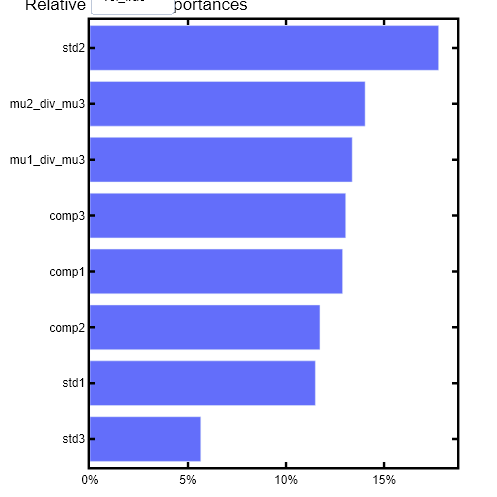 Relative portances
std2
mu2_div_mu3
mu1_div_mu3
comp3
comp1
comp2
std1
std3
0% 5% 10% 15%